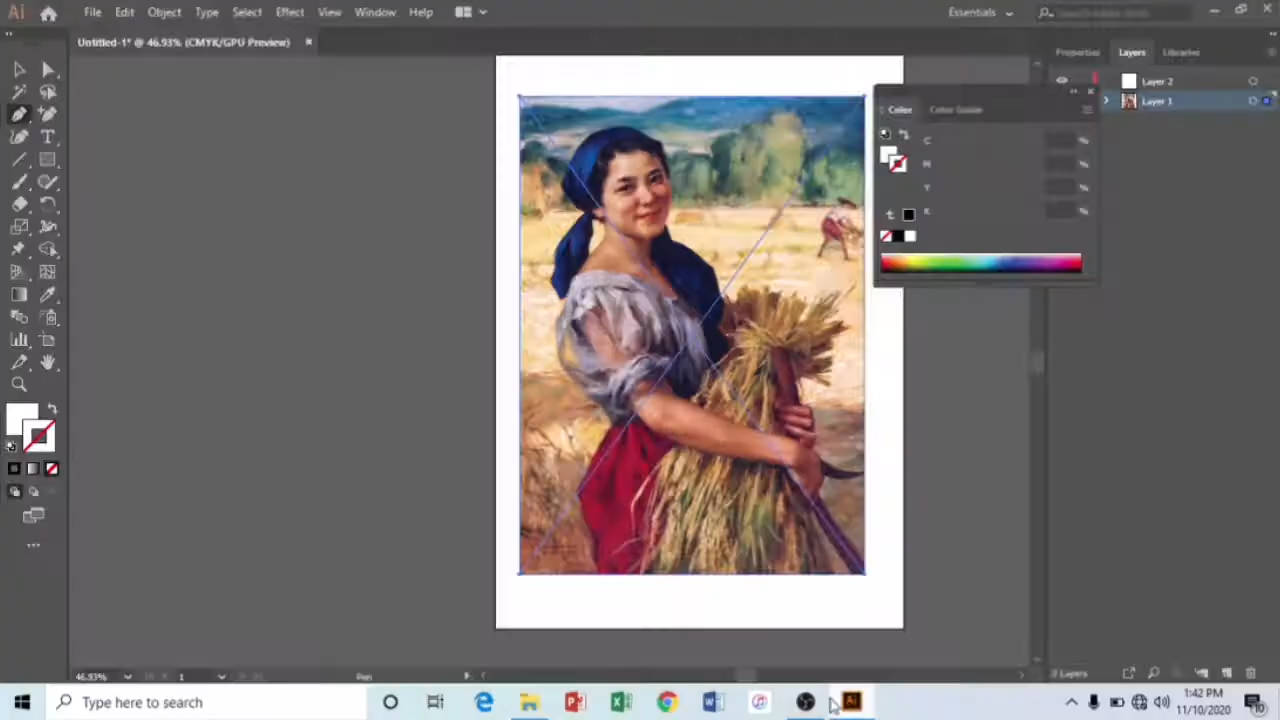 Ai File Edit Object Type Select Effect View Window Help Essentials
Untitled-1* @ 46.93% (CMYK/GPU Preview) ×
Properties Layers Libraries
Layer 2
Layer 1
Color Color Guide
C %
M %
Y %
K %
T
46.93% 1 Pen 2 Layers
Type here to search
1:42 PM
11/10/2020
10